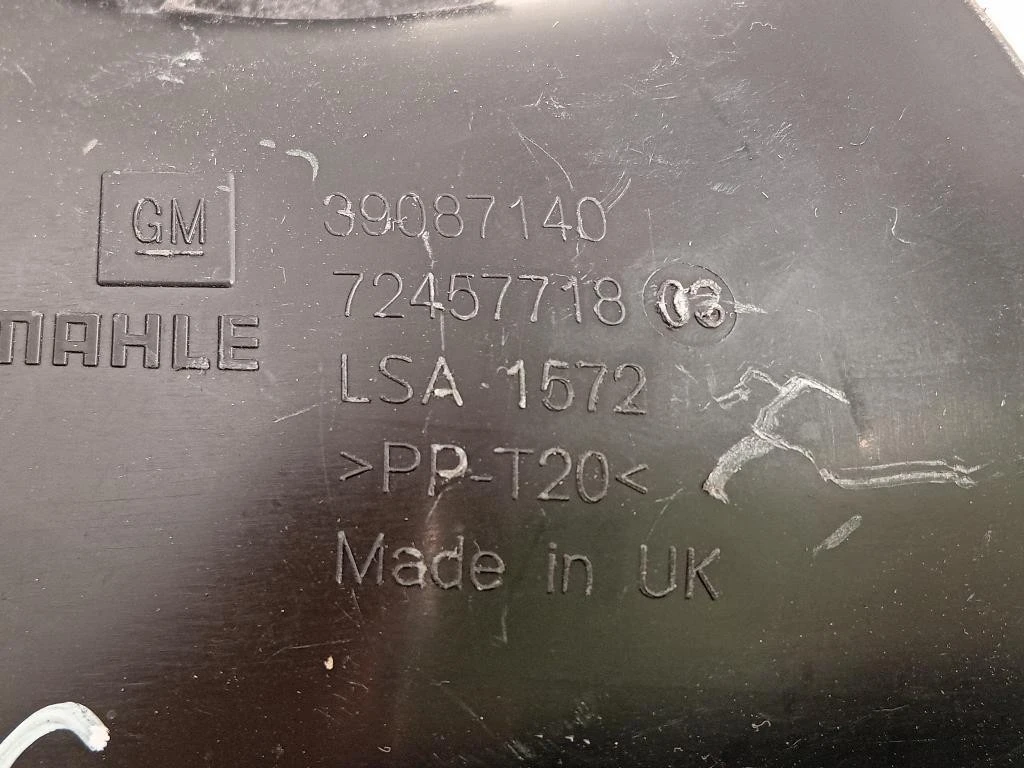 GM
MAHLE
39087140
72457718 03
LSA 1572
>PP-T20<
Made in UK